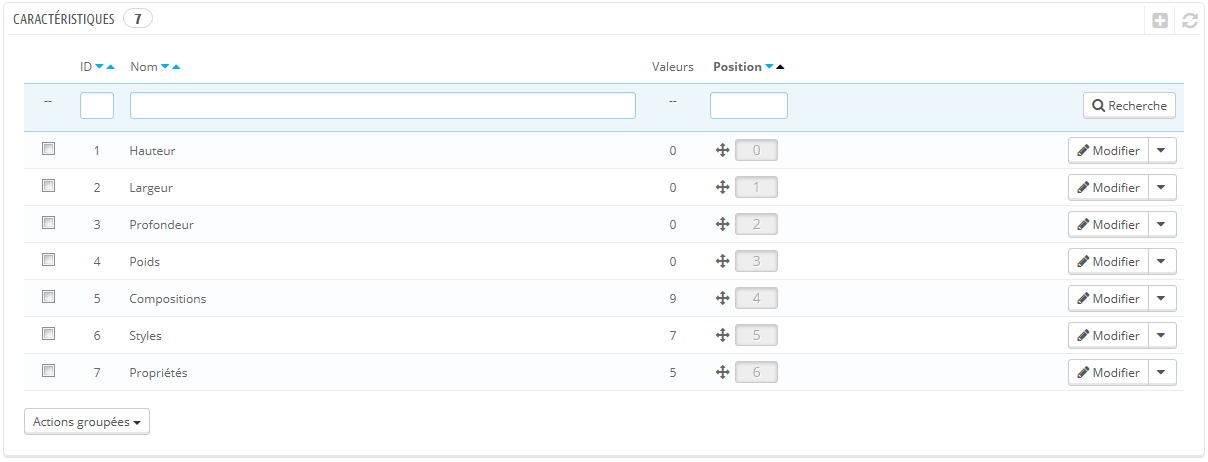 CARACTÉRISTIQUES 7
ID Nom Valeurs Position
-- -- Recherche
1 Hauteur 0 0 Modifier
2 Largeur 0 1 Modifier
3 Profondeur 0 2 Modifier
4 Poids 0 3 Modifier
5 Compositions 9 4 Modifier
6 Styles 7 5 Modifier
7 Propriétés 5 6 Modifier
Actions groupées